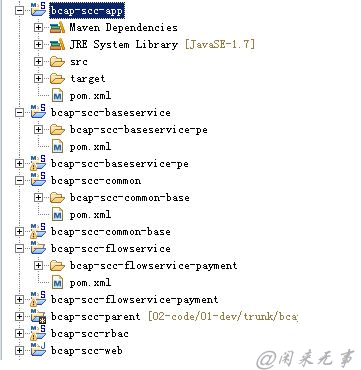 bcap-scc-app
Maven Dependencies
JRE System Library [JavaSE-1.7]
src
target
pom.xml
bcap-scc-baseservice
bcap-scc-baseservice-pe
pom.xml
bcap-scc-baseservice-pe
bcap-scc-common
bcap-scc-common-base
pom.xml
bcap-scc-common-base
bcap-scc-flowservice
bcap-scc-flowservice-payment
pom.xml
bcap-scc-flowservice-payment
bcap-scc-parent [02-code/01-dev/trunk/bca
bcap-scc-rbac
bcap-scc-web
@闲来无事